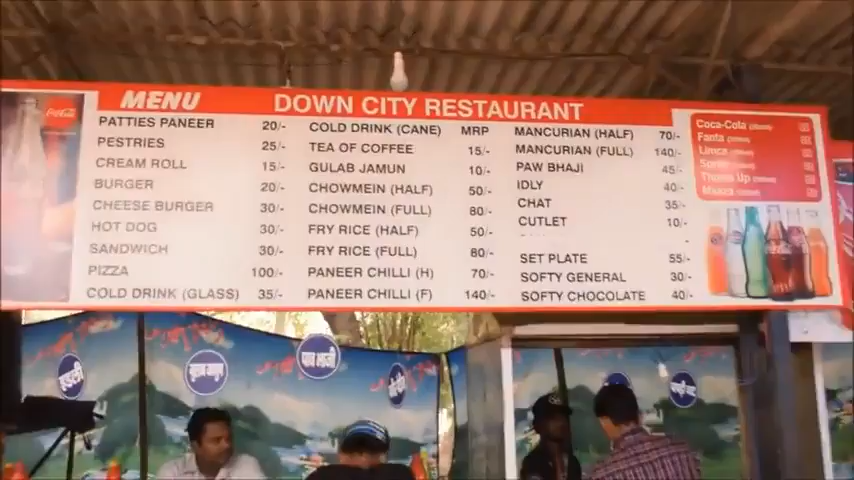 Coca-Cola
MENU
DOWN CITY RESTAURANT
PATTIES PANEER 20/-
PESTRIES 25/-
CREAM ROLL 15/-
BURGER 20/-
CHEESE BURGER 30/-
HOT DOG 30/-
SANDWICH 30/-
PIZZA 100/-
COLD DRINK (GLASS) 35/-
COLD DRINK (CANE) MRP
TEA OF COFFEE 15/-
GULAB JAMUN 10/-
CHOWMEIN (HALF) 50/-
CHOWMEIN (FULL) 80/-
FRY RICE (HALF) 50/-
FRY RICE (FULL) 80/-
PANEER CHILLI (H) 70/-
PANEER CHILLI (F) 140/-
MANCURIAN (HALF) 70/-
MANCURIAN (FULL) 140/-
PAW BHAJI 45/-
IDLY 40/-
CHAT 35/-
CUTLET 10/-
SET PLATE 55/-
SOFTY GENERAL 30/-
SOFTY CHOCOLATE 40/-
Coca-Cola
Fanta
Limca
Sprite
Thums Up
Maaza